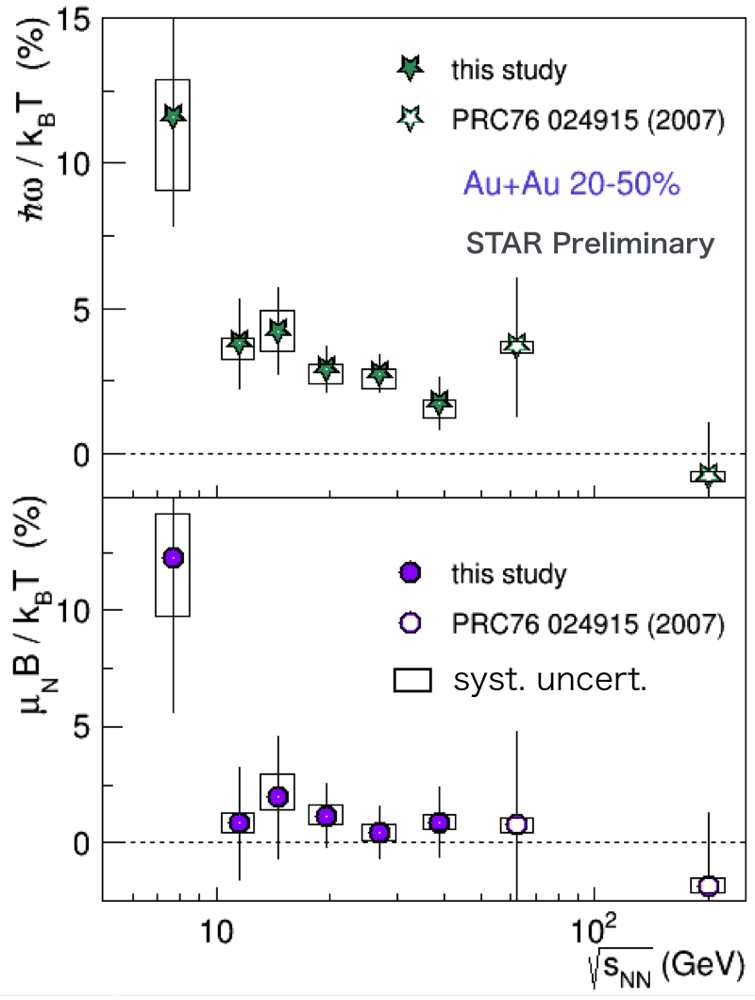 ℏω / k_BT (%)
15
10
5
0
this study
PRC76 024915 (2007)
Au+Au 20-50%
STAR Preliminary
μ_NB / k_BT (%)
10
5
0
this study
PRC76 024915 (2007)
syst. uncert.
10
10²
√s_NN (GeV)